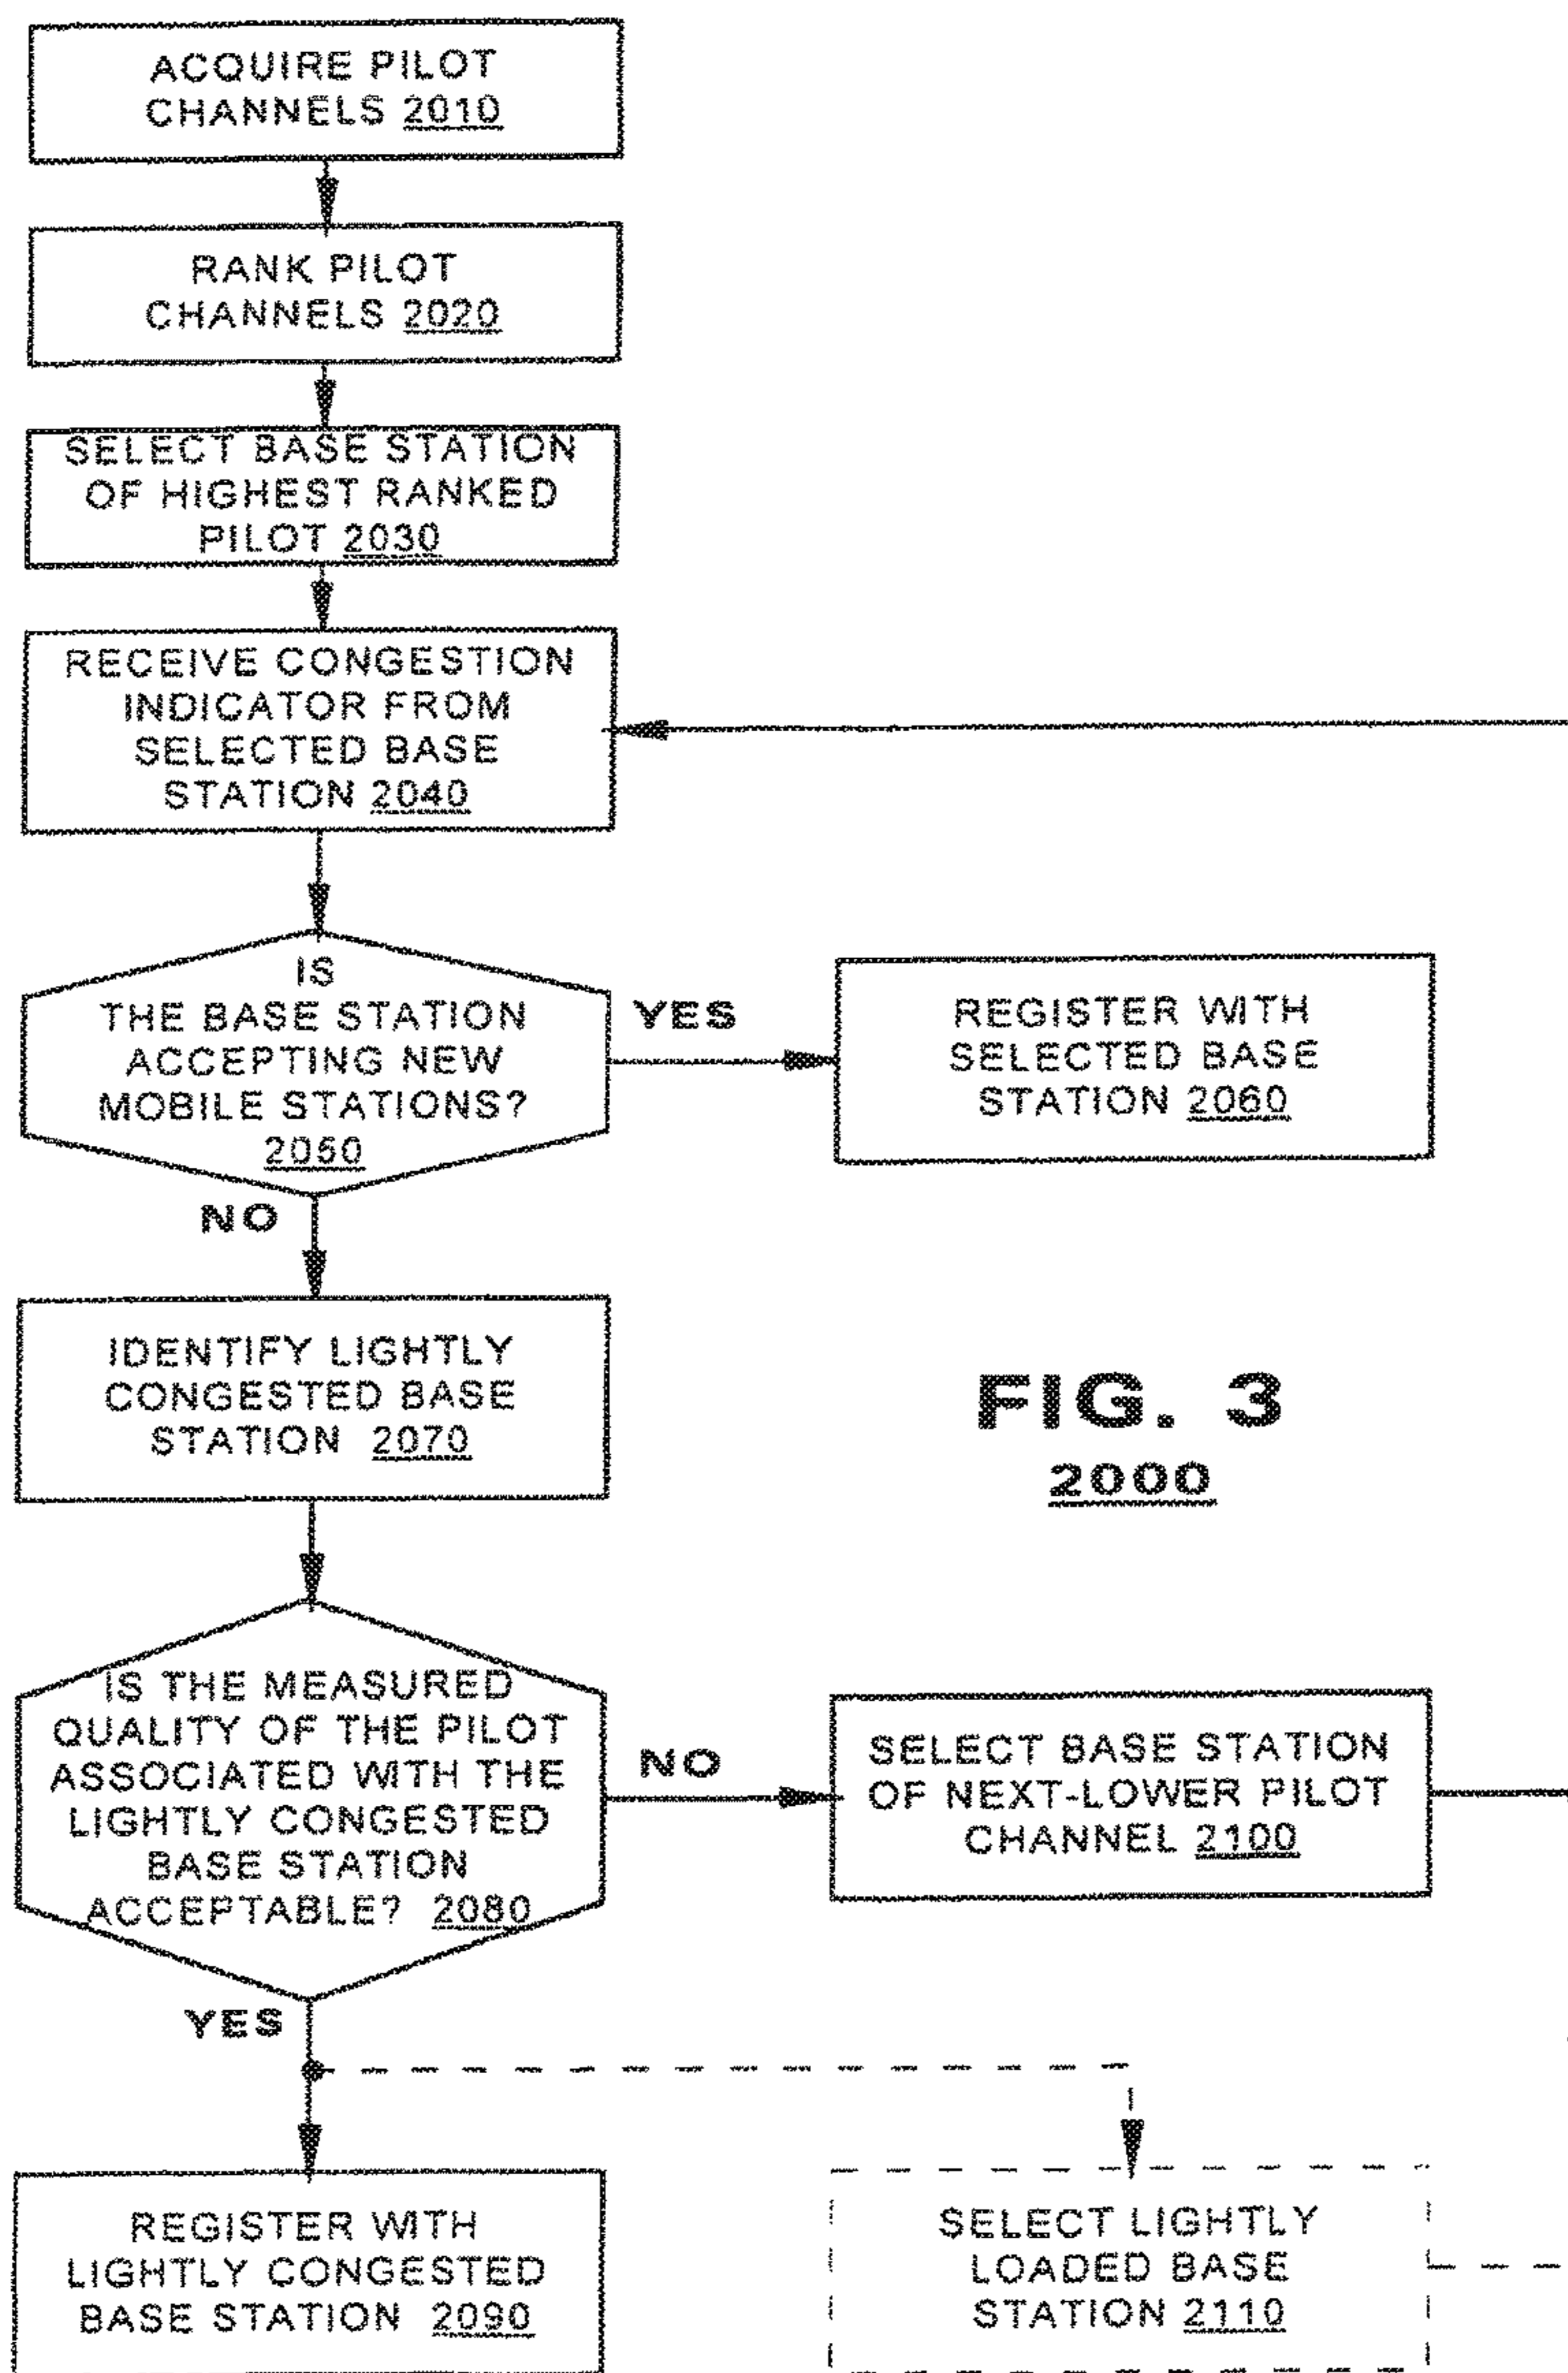 ACQUIRE PILOT
CHANNELS 2010
RANK PILOT
CHANNELS 2020
SELECT BASE STATION
OF HIGHEST RANKED
PILOT 2030
RECEIVE CONGESTION
INDICATOR FROM
SELECTED BASE
STATION 2040
IS
THE BASE STATION
ACCEPTING NEW
MOBILE STATIONS?
2050
YES
REGISTER WITH
SELECTED BASE
STATION 2060
NO
IDENTIFY LIGHTLY
CONGESTED BASE
STATION 2070
FIG. 3
2000
IS THE MEASURED
QUALITY OF THE PILOT
ASSOCIATED WITH THE
LIGHTLY CONGESTED
BASE STATION
ACCEPTABLE? 2080
NO
SELECT BASE STATION
OF NEXT-LOWER PILOT
CHANNEL 2100
YES
REGISTER WITH
LIGHTLY CONGESTED
BASE STATION 2090
SELECT LIGHTLY
LOADED BASE
STATION 2110